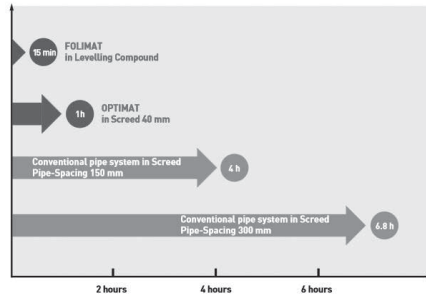 15 min
FOLIMAT
in Levelling Compound
1h
OPTIMAT
in Screed 40 mm
Conventional pipe system in Screed
Pipe-Spacing 150 mm
4 h
Conventional pipe system in Screed
Pipe-Spacing 300 mm
6.8 h
2 hours
4 hours
6 hours